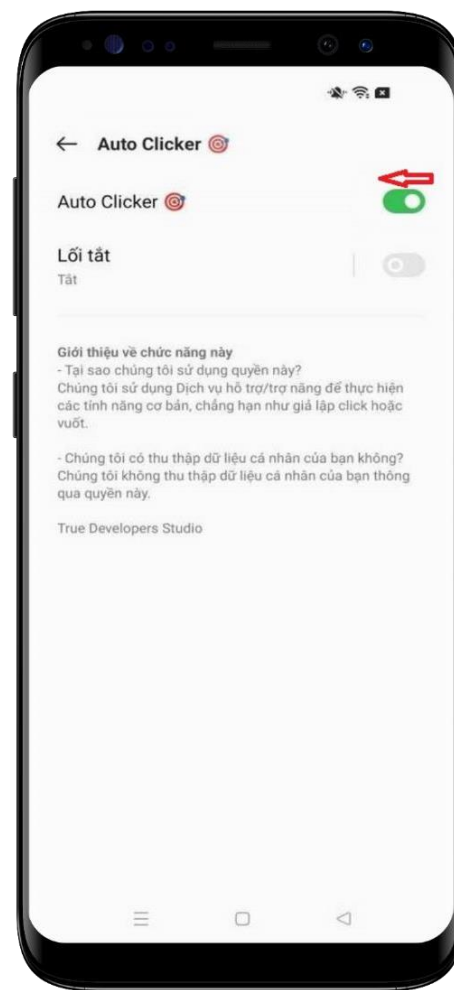 Auto Clicker 🎯
Auto Clicker 🎯
Lối tắt
Tắt
Giới thiệu về chức năng này
- Tại sao chúng tôi sử dụng quyền này?
Chúng tôi sử dụng Dịch vụ hỗ trợ/trợ năng để thực hiện
các tính năng cơ bản, chẳng hạn như giả lập click hoặc
vuốt.
- Chúng tôi có thu thập dữ liệu cá nhân của bạn không?
Chúng tôi không thu thập dữ liệu cá nhân của bạn thông
qua quyền này.
True Developers Studio